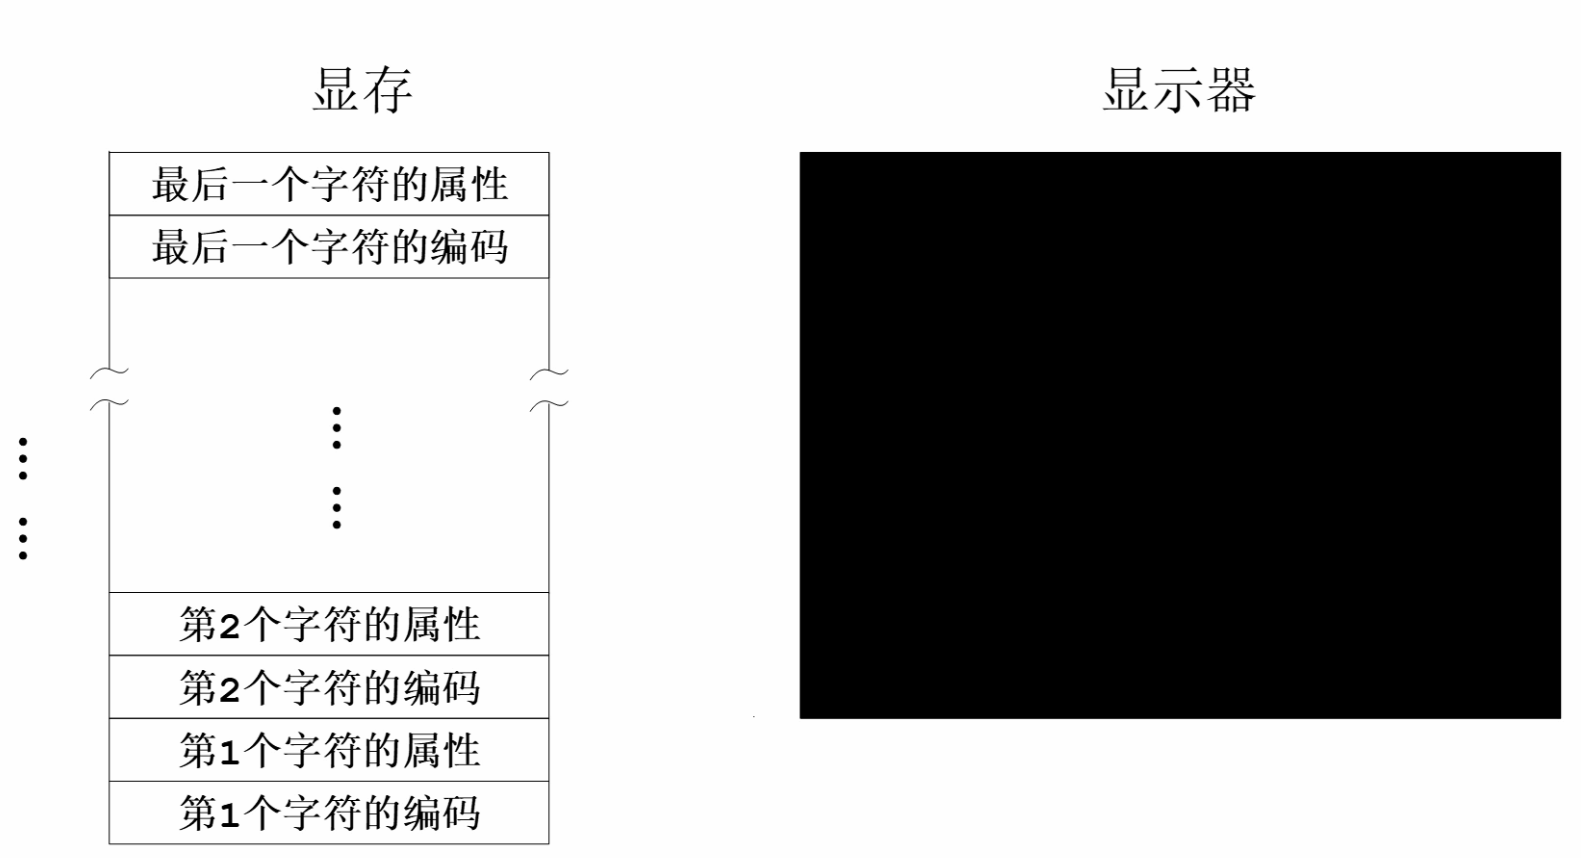 显存
显示器
最后一个字符的属性
最后一个字符的编码
第2个字符的属性
第2个字符的编码
第1个字符的属性
第1个字符的编码